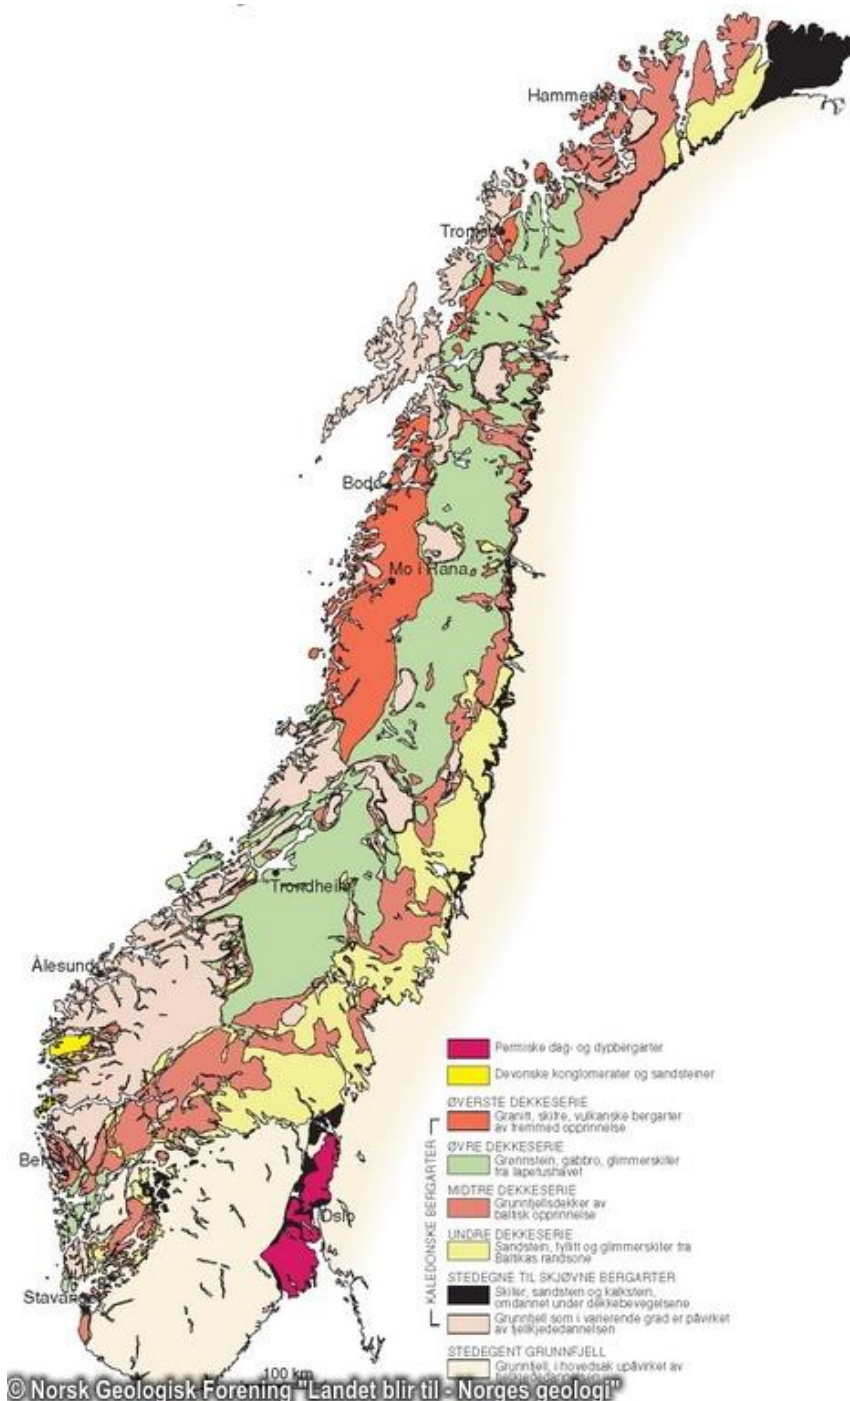 Hammerfest
Tromsø
Bodø
Mo i Rana
Trondheim
Ålesund
Bergen
Oslo
Stavanger
100 km
Permiske dag- og dypbergarter
Devonske konglomerater og sandsteiner
KALEDONSKE BERGARTER
ØVERSTE DEKKESERIE
Granitt, skifre, vulkanske bergarter
av fremmed opprinnelse
ØVRE DEKKESERIE
Grønnstein, gabbro, glimmerskifer
fra Iapetushavet
MIDTRE DEKKESERIE
Grunnfjellsdekker av
baltisk opprinnelse
UNDRE DEKKESERIE
Sandstein, fyllitt og glimmerskifer fra
Baltikas randsone
STEDEGNE TIL SKJØVNE BERGARTER
Skifer, sandstein og kalkstein,
omdannet under dekkebevegelsene
Grunnfjell som i varierende grad er påvirket
av fjellkjededannelsen
STEDEGENT GRUNNFJELL
Grunnfjell, i hovedsak upåvirket av
fjellkjededannelsen
© Norsk Geologisk Forening "Landet blir til - Norges geologi"